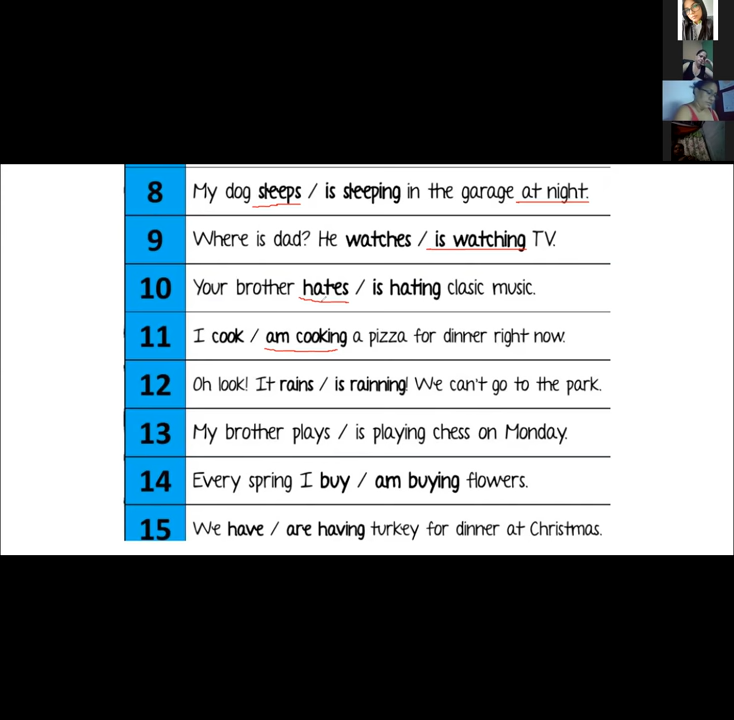 8 My dog sleeps / is sleeping in the garage at night.
9 Where is dad? He watches / is watching TV.
10 Your brother hates / is hating clasic music.
11 I cook / am cooking a pizza for dinner right now.
12 Oh look! It rains / is rainning! We can't go to the park.
13 My brother plays / is playing chess on Monday.
14 Every spring I buy / am buying flowers.
15 We have / are having turkey for dinner at Christmas.